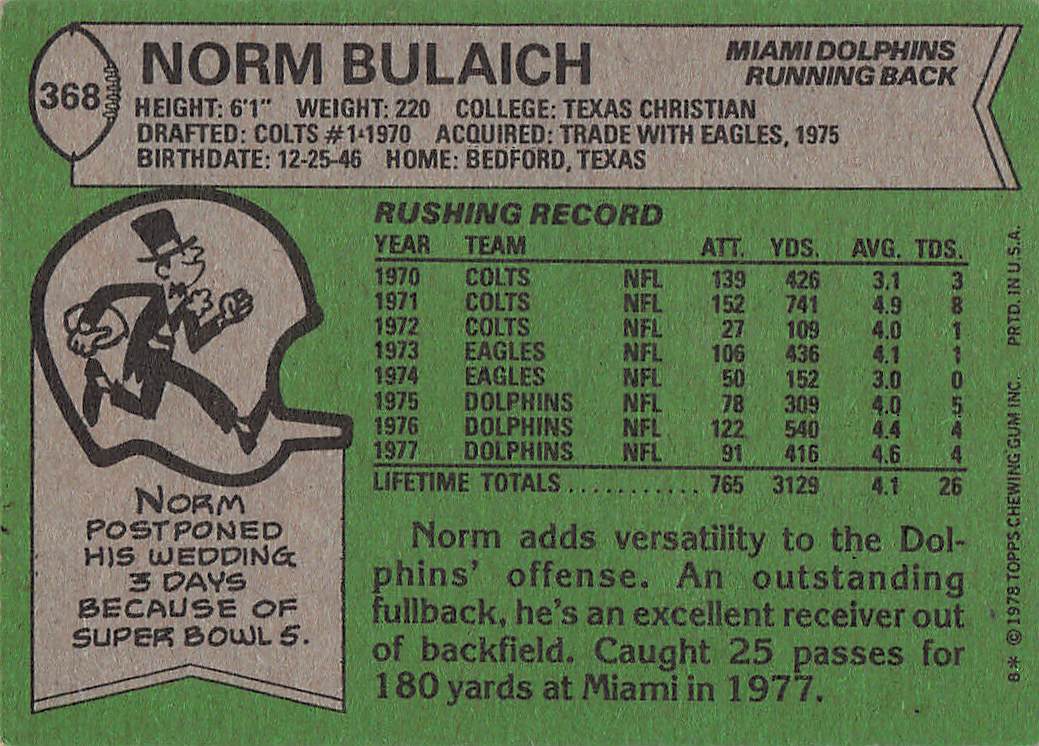 368
NORM BULAICH
MIAMI DOLPHINS
RUNNING BACK
HEIGHT: 6'1" WEIGHT: 220 COLLEGE: TEXAS CHRISTIAN
DRAFTED: COLTS #1-1970 ACQUIRED: TRADE WITH EAGLES, 1975
BIRTHDATE: 12-25-46 HOME: BEDFORD, TEXAS
RUSHING RECORD
YEAR TEAM ATT. YDS. AVG. TDS.
1970 COLTS NFL 139 426 3.1 3
1971 COLTS NFL 152 741 4.9 8
1972 COLTS NFL 27 109 4.0 1
1973 EAGLES NFL 106 436 4.1 1
1974 EAGLES NFL 50 152 3.0 0
1975 DOLPHINS NFL 78 309 4.0 5
1976 DOLPHINS NFL 122 540 4.4 4
1977 DOLPHINS NFL 91 416 4.6 4
LIFETIME TOTALS........... 765 3129 4.1 26
NORM
POSTPONED
HIS WEDDING
3 DAYS
BECAUSE OF
SUPER BOWL 5.
Norm adds versatility to the Dol-
phins' offense. An outstanding
fullback, he's an excellent receiver out
of backfield. Caught 25 passes for
180 yards at Miami in 1977.
8.* © 1978 TOPPS CHEWING GUM INC. PRTD. IN U.S.A.